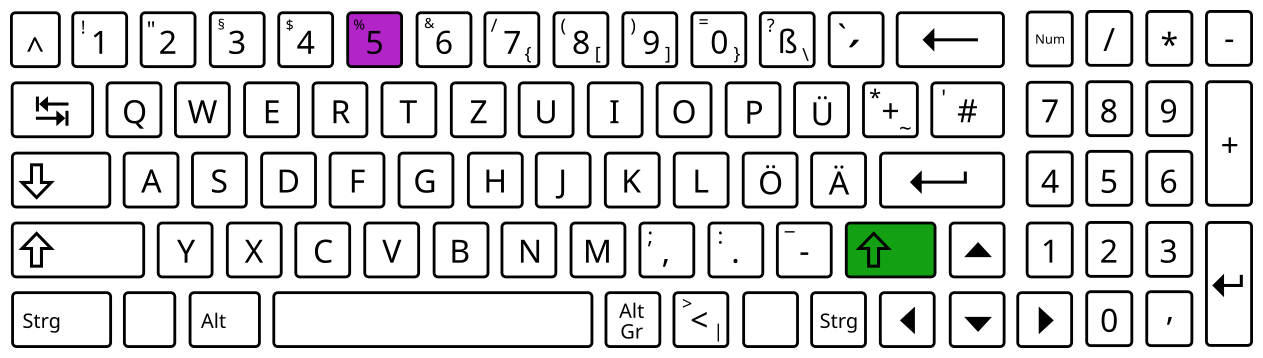 ^ ! 1 " 2 § 3 $ 4 % 5 & 6 / 7 { ( 8 [ ) 9 ] = 0 } ? ß \ ` ´ Num / * -
Q W E R T Z U I O P Ü * + ~ ' # 7 8 9 +
A S D F G H J K L Ö Ä 4 5 6
Y X C V B N M ; , : . _ - 1 2 3
Strg Alt Alt Gr > < | Strg 0 ,